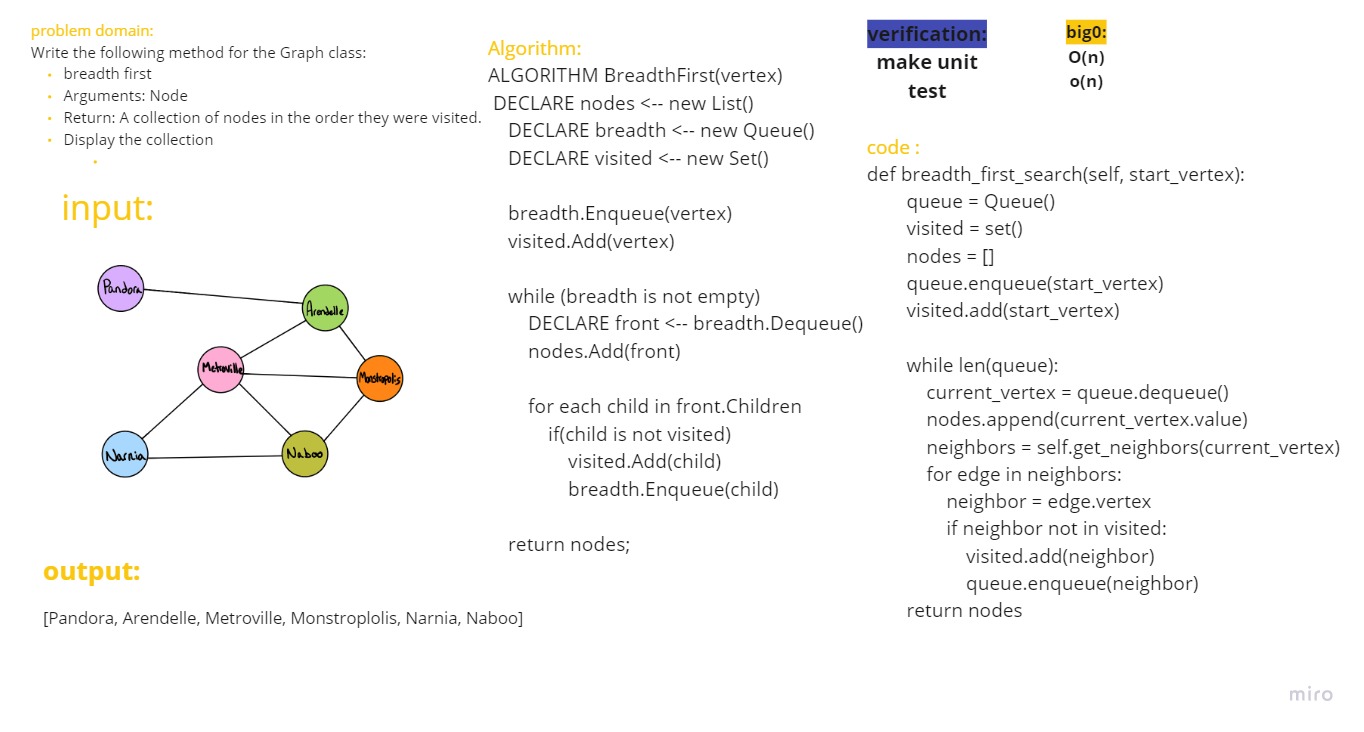 problem domain:
Write the following method for the Graph class:
• breadth first
• Arguments: Node
• Return: A collection of nodes in the order they were visited.
• Display the collection
•
input:
Pandora
Arendelle
Metroville
Monstropolis
Narnia
Naboo
output:
[Pandora, Arendelle, Metroville, Monstroplolis, Narnia, Naboo]
Algorithm:
ALGORITHM BreadthFirst(vertex)
DECLARE nodes <-- new List()
DECLARE breadth <-- new Queue()
DECLARE visited <-- new Set()
breadth.Enqueue(vertex)
visited.Add(vertex)
while (breadth is not empty)
DECLARE front <-- breadth.Dequeue()
nodes.Add(front)
for each child in front.Children
if(child is not visited)
visited.Add(child)
breadth.Enqueue(child)
return nodes;
verification:
make unit
test
big0:
O(n)
o(n)
code :
def breadth_first_search(self, start_vertex):
queue = Queue()
visited = set()
nodes = []
queue.enqueue(start_vertex)
visited.add(start_vertex)
while len(queue):
current_vertex = queue.dequeue()
nodes.append(current_vertex.value)
neighbors = self.get_neighbors(current_vertex)
for edge in neighbors:
neighbor = edge.vertex
if neighbor not in visited:
visited.add(neighbor)
queue.enqueue(neighbor)
return nodes
miro